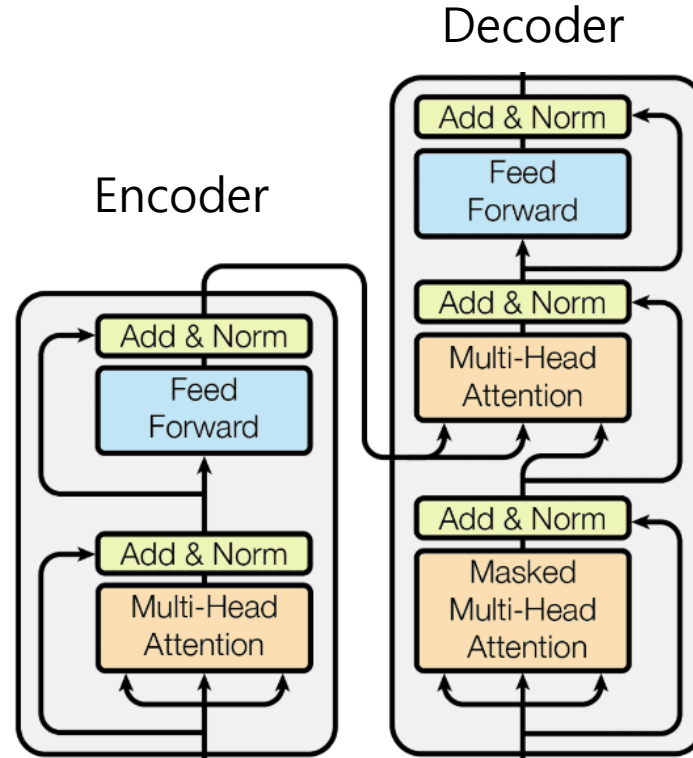 Decoder
Add & Norm
Feed
Forward
Add & Norm
Multi-Head
Attention
Add & Norm
Masked
Multi-Head
Attention
Encoder
Add & Norm
Feed
Forward
Add & Norm
Multi-Head
Attention